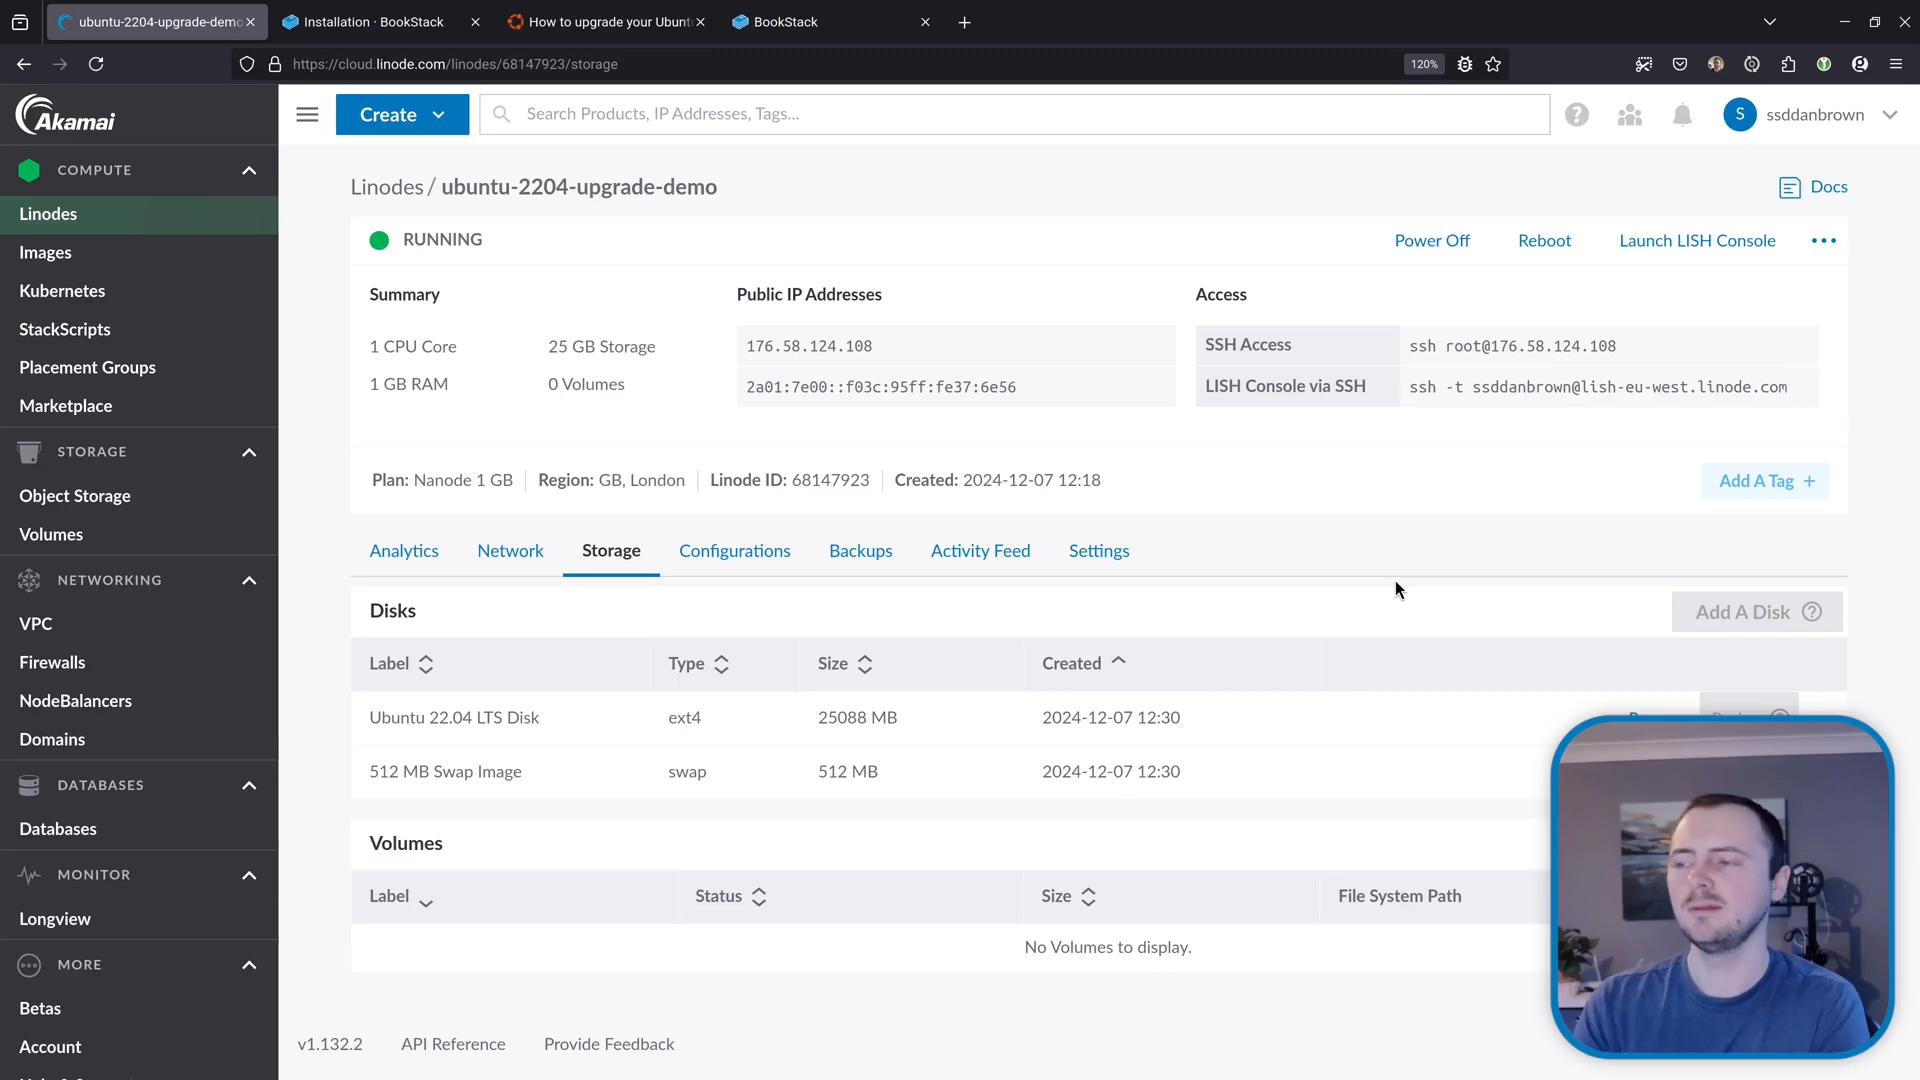 ubuntu-2204-upgrade-demo
Installation · BookStack
How to upgrade your Ubunt
BookStack
https://cloud.linode.com/linodes/68147923/storage
120%
Akamai
Create
Search Products, IP Addresses, Tags...
S
ssddanbrown
COMPUTE
Linodes
Images
Kubernetes
StackScripts
Placement Groups
Marketplace
STORAGE
Object Storage
Volumes
NETWORKING
VPC
Firewalls
NodeBalancers
Domains
DATABASES
Databases
MONITOR
Longview
MORE
Betas
Account
Linodes / ubuntu-2204-upgrade-demo
Docs
RUNNING
Power Off
Reboot
Launch LISH Console
Summary
Public IP Addresses
Access
1 CPU Core
25 GB Storage
176.58.124.108
SSH Access
ssh root@176.58.124.108
1 GB RAM
0 Volumes
2a01:7e00::f03c:95ff:fe37:6e56
LISH Console via SSH
ssh -t ssddanbrown@lish-eu-west.linode.com
Plan: Nanode 1 GB
Region: GB, London
Linode ID: 68147923
Created: 2024-12-07 12:18
Add A Tag +
Analytics
Network
Storage
Configurations
Backups
Activity Feed
Settings
Disks
Add A Disk
Label
Type
Size
Created
Ubuntu 22.04 LTS Disk
ext4
25088 MB
2024-12-07 12:30
512 MB Swap Image
swap
512 MB
2024-12-07 12:30
Volumes
Label
Status
Size
File System Path
No Volumes to display.
v1.132.2
API Reference
Provide Feedback